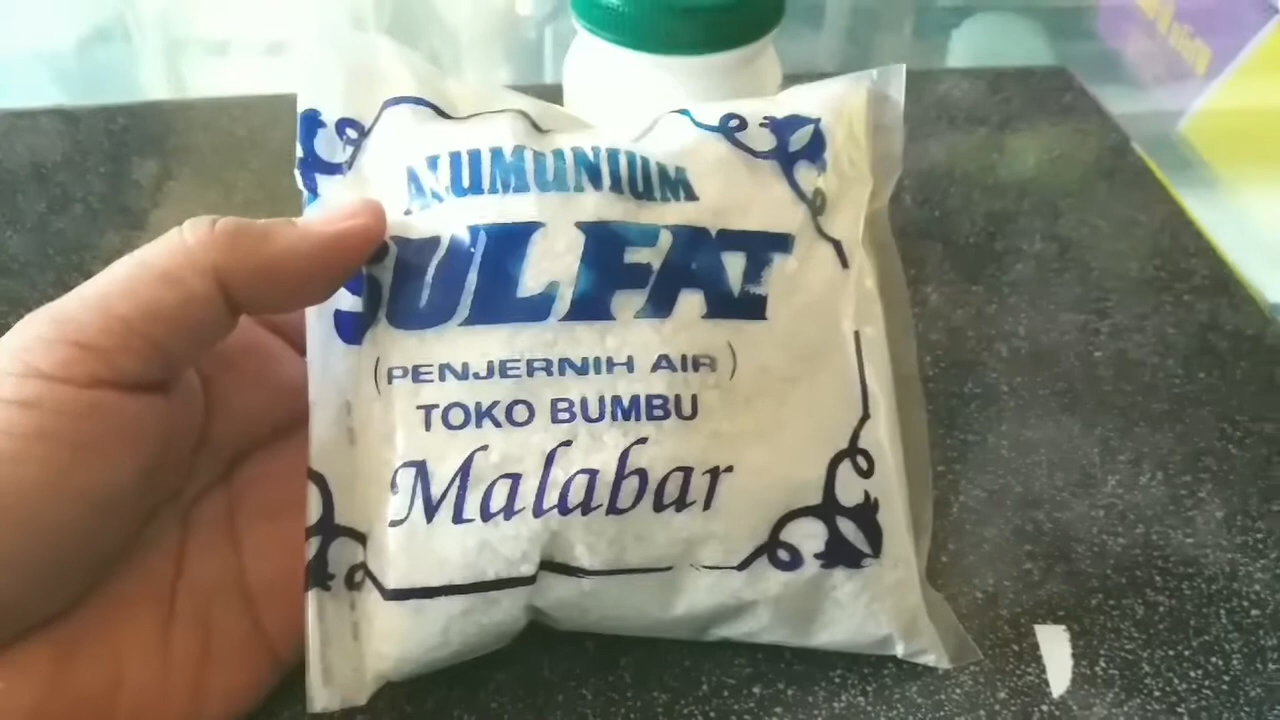 ALUMUNIUM
SULFAT
(PENJERNIH AIR)
TOKO BUMBU
Malabar